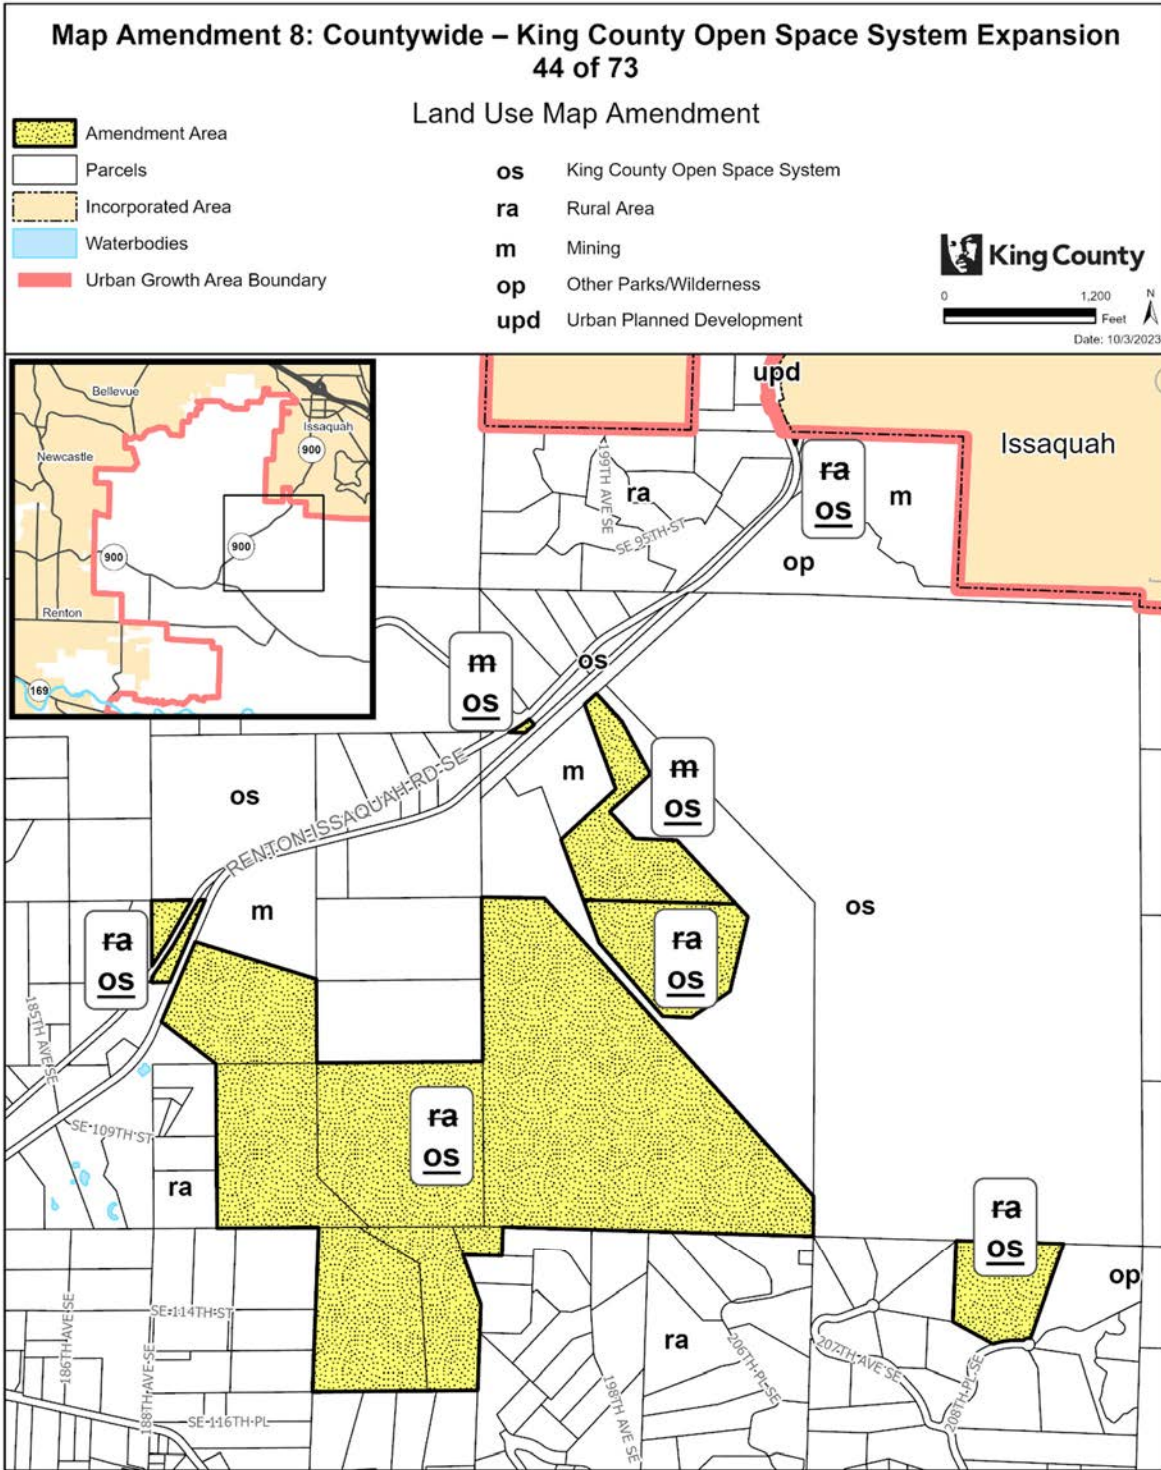 Map Amendment 8: Countywide – King County Open Space System Expansion
44 of 73
Land Use Map Amendment
Amendment Area
Parcels
Incorporated Area
Waterbodies
Urban Growth Area Boundary
os King County Open Space System
ra Rural Area
m Mining
op Other Parks/Wilderness
upd Urban Planned Development
King County
0 1,200
Feet
N
Date: 10/3/2023
Bellevue
Issaquah
900
Newcastle
900
900
Renton
169
upd
Issaquah
199TH AVE SE
ra
SE 95TH ST
ra
os
m
op
m
os
os
RENTON-ISSAQUAH RD SE
os
m
m
os
m
os
ra
os
ra
os
185TH AVE SE
SE 109TH ST
ra
os
ra
ra
os
op
186TH AVE SE
SE 114TH ST
188TH AVE SE
SE 116TH PL
ra
198TH AVE SE
206TH PL SE
207TH AVE SE
208TH PL SE